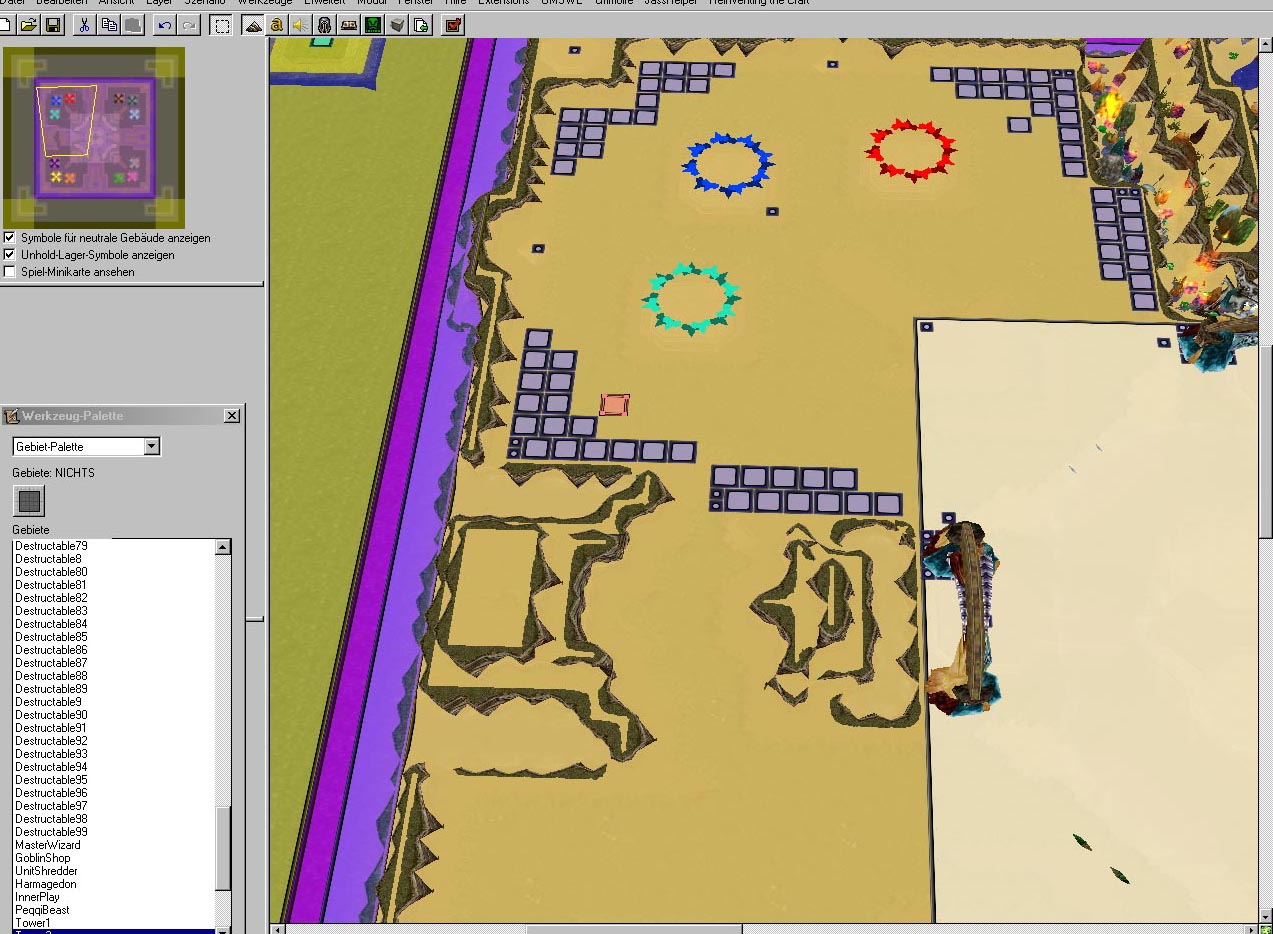 Datei Bearbeiten Ansicht Layer Szenario Werkzeuge Erweitert Modul Fenster Hilfe Extensions UMSWE Grimoire JassHelper Reinventing the Craft
Symbole für neutrale Gebäude anzeigen
Unhold-Lager-Symbole anzeigen
Spiel-Minikarte ansehen
Werkzeug-Palette
Gebiet-Palette
Gebiete: NICHTS
Gebiete
Destructable79
Destructable8
Destructable80
Destructable81
Destructable82
Destructable83
Destructable84
Destructable85
Destructable86
Destructable87
Destructable88
Destructable89
Destructable9
Destructable90
Destructable91
Destructable92
Destructable93
Destructable94
Destructable95
Destructable96
Destructable97
Destructable98
Destructable99
MasterWizard
GoblinShop
UnitShredder
Harmagedon
InnerPlay
PeqqiBeast
Tower1